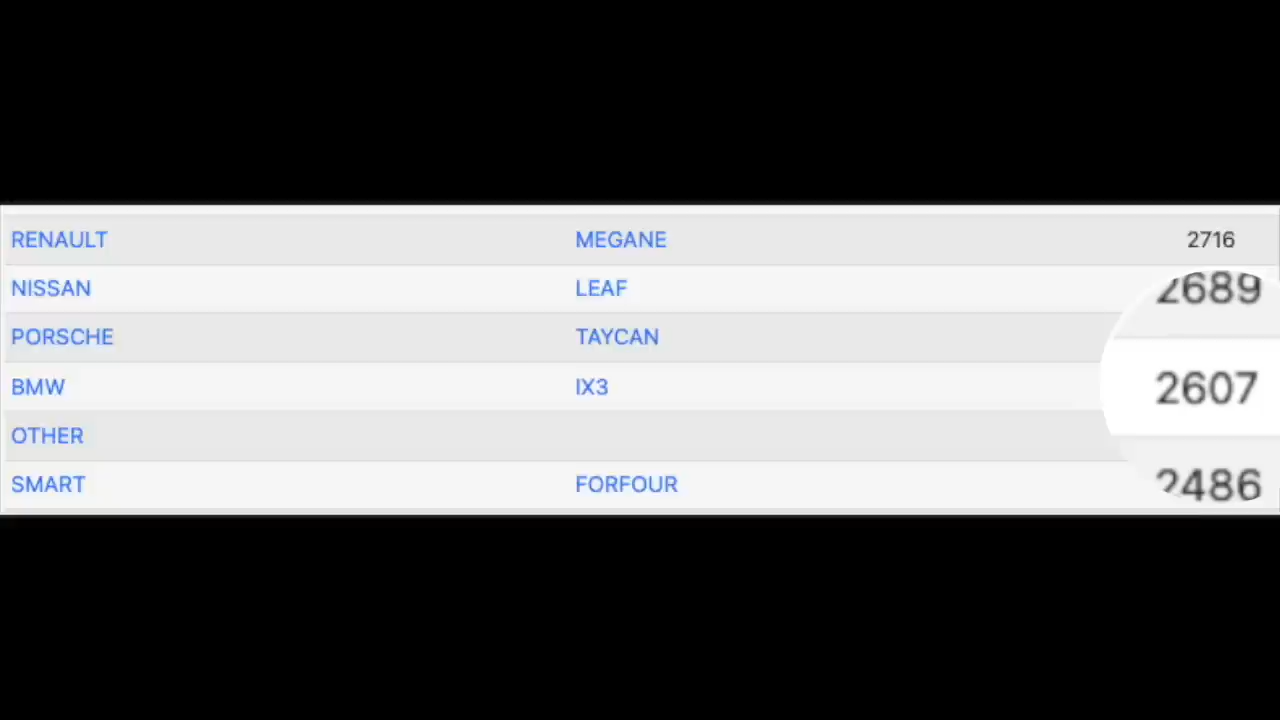 RENAULT MEGANE 2716
NISSAN LEAF 2689
PORSCHE TAYCAN
BMW IX3 2607
OTHER
SMART FORFOUR 2486